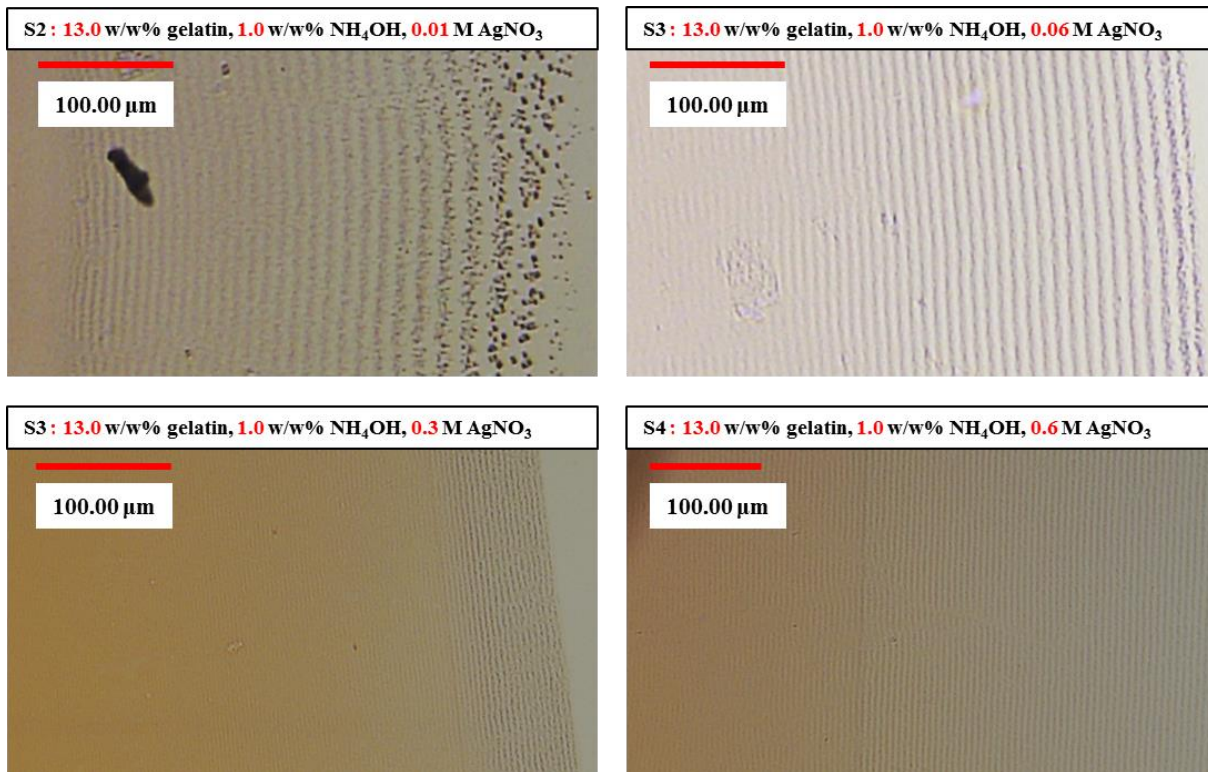 S2 : 13.0 w/w% gelatin, 1.0 w/w% NH₄OH, 0.01 M AgNO₃
100.00 µm
S3 : 13.0 w/w% gelatin, 1.0 w/w% NH₄OH, 0.06 M AgNO₃
100.00 µm
S3 : 13.0 w/w% gelatin, 1.0 w/w% NH₄OH, 0.3 M AgNO₃
100.00 µm
S4 : 13.0 w/w% gelatin, 1.0 w/w% NH₄OH, 0.6 M AgNO₃
100.00 µm